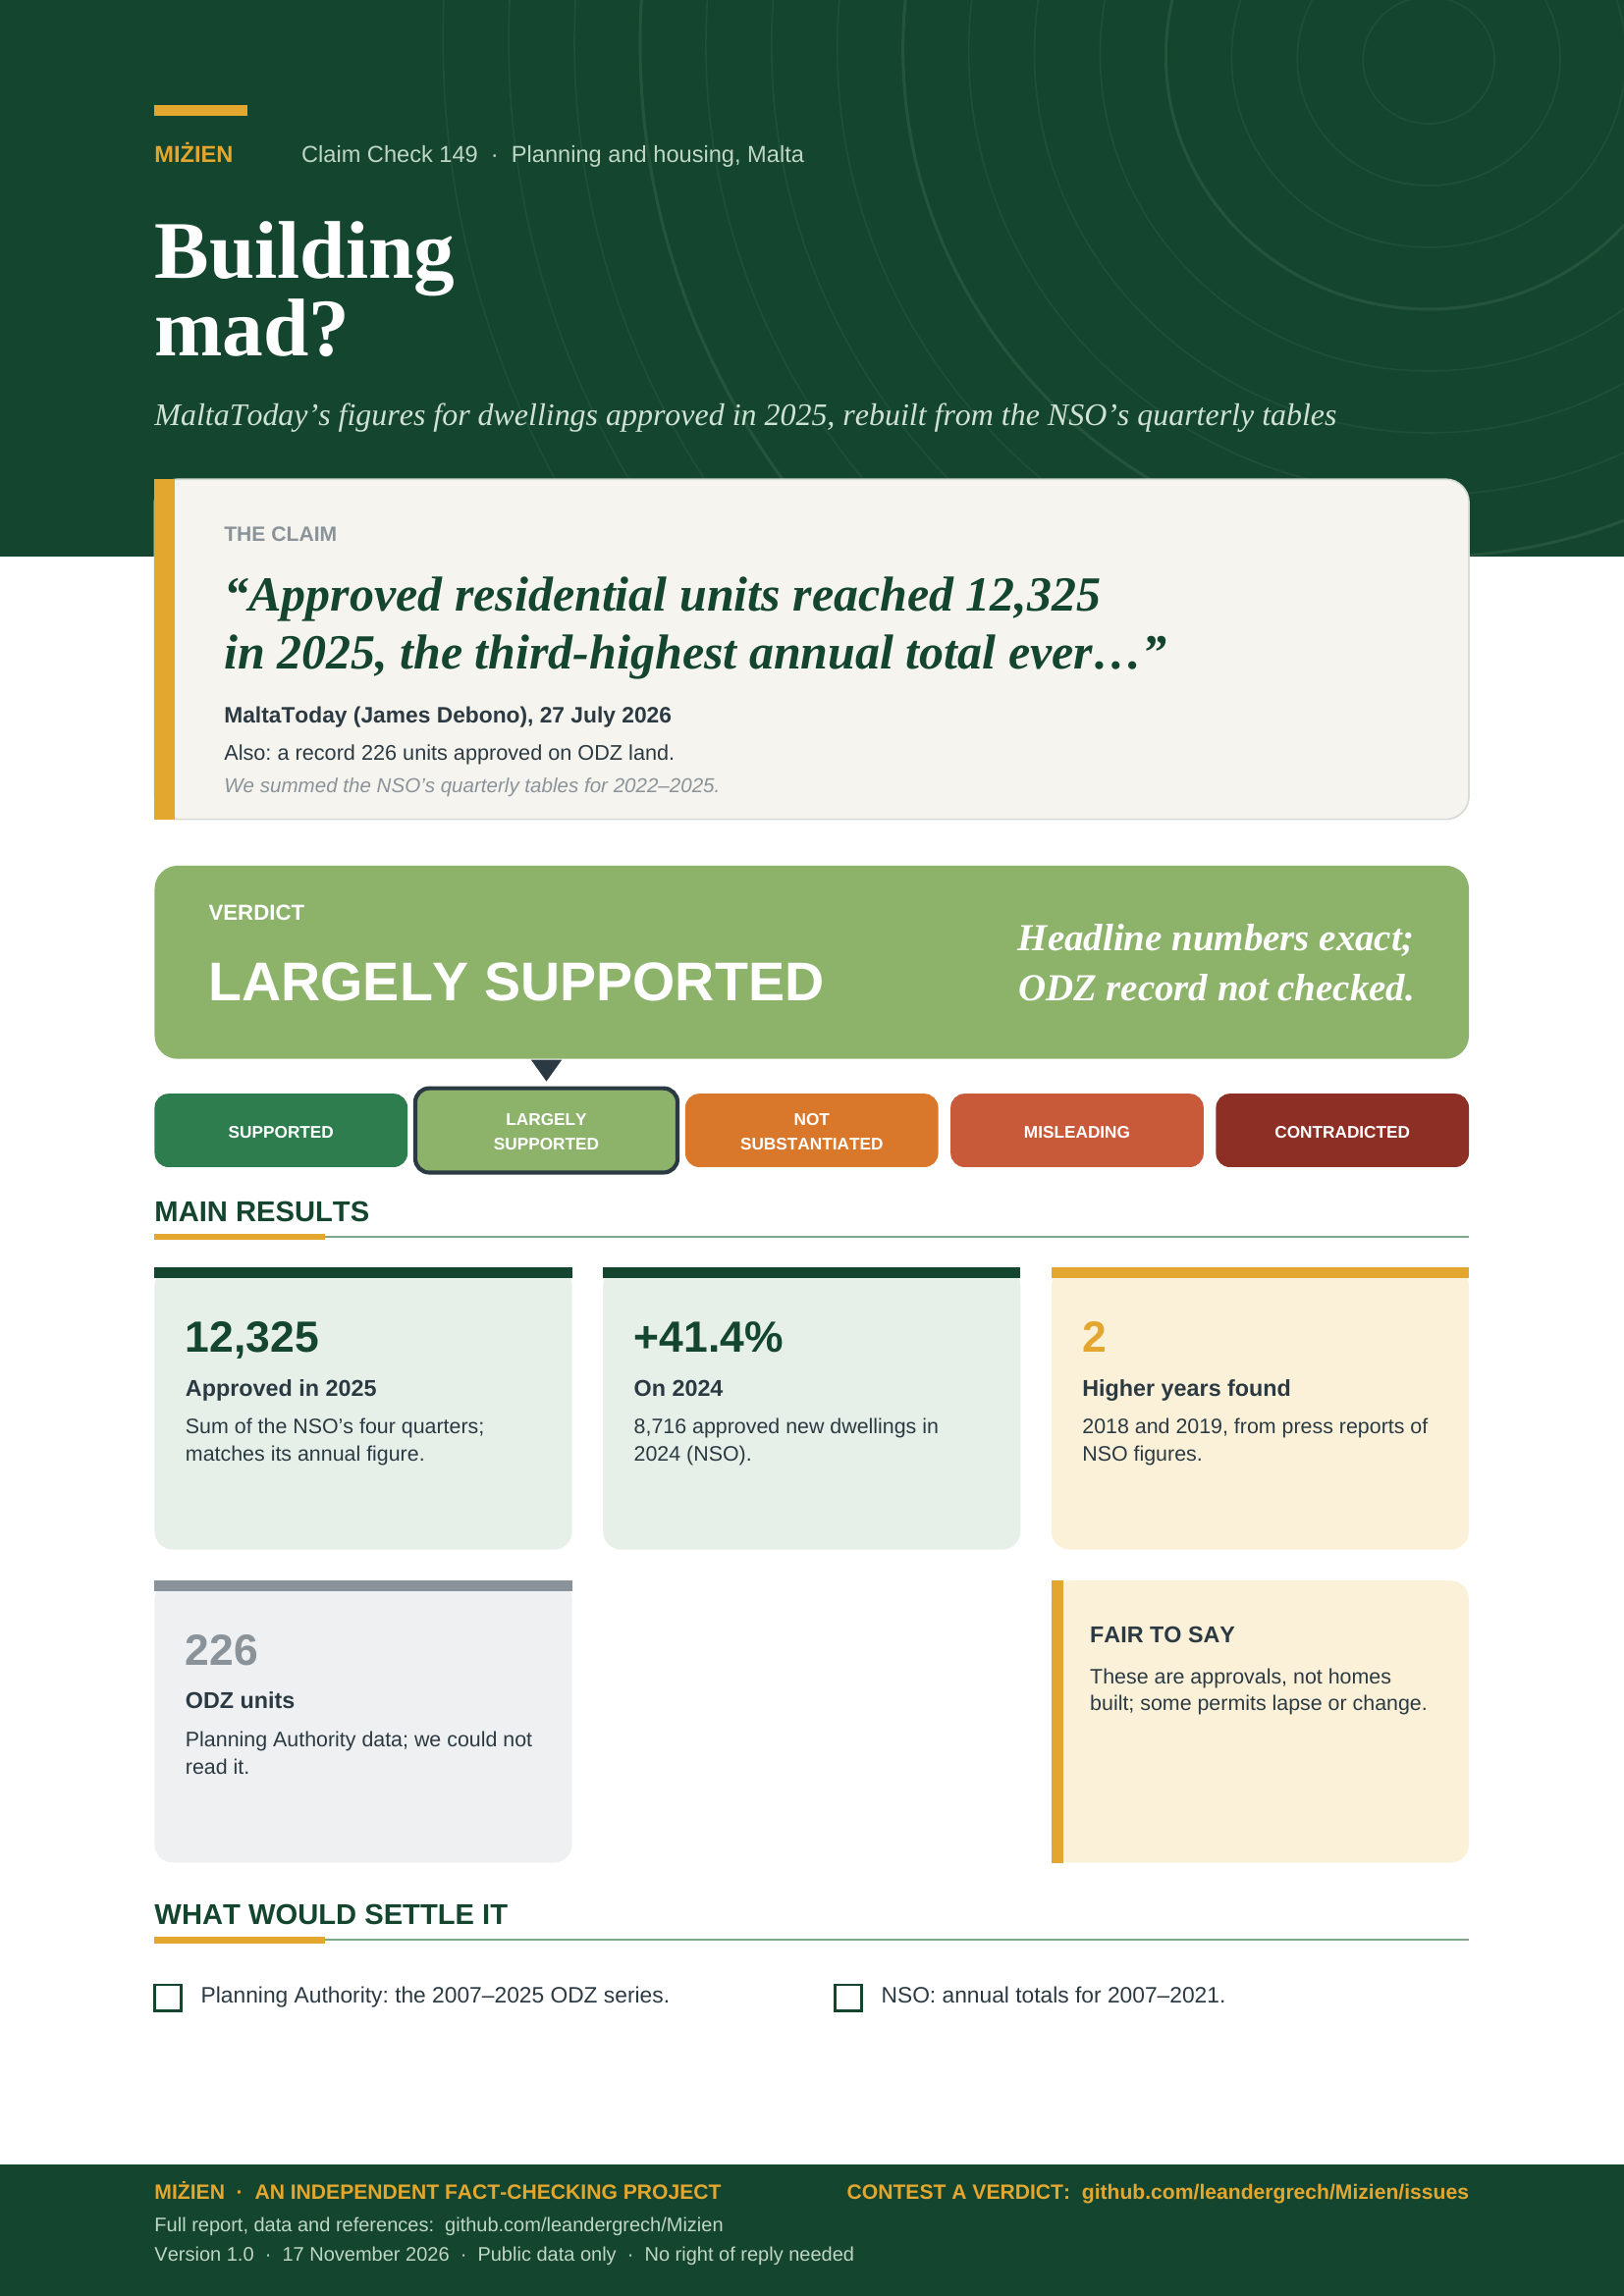 MIŻIEN Claim Check 149 · Planning and housing, Malta
Building
mad?
MaltaToday’s figures for dwellings approved in 2025, rebuilt from the NSO’s quarterly tables
THE CLAIM
“Approved residential units reached 12,325
in 2025, the third-highest annual total ever…”
MaltaToday (James Debono), 27 July 2026
Also: a record 226 units approved on ODZ land.
We summed the NSO’s quarterly tables for 2022–2025.
VERDICT
LARGELY SUPPORTED
Headline numbers exact;
ODZ record not checked.
SUPPORTED
LARGELY
SUPPORTED
NOT
SUBSTANTIATED
MISLEADING
CONTRADICTED
MAIN RESULTS
12,325
Approved in 2025
Sum of the NSO’s four quarters;
matches its annual figure.
+41.4%
On 2024
8,716 approved new dwellings in
2024 (NSO).
2
Higher years found
2018 and 2019, from press reports of
NSO figures.
226
ODZ units
Planning Authority data; we could not
read it.
FAIR TO SAY
These are approvals, not homes
built; some permits lapse or change.
WHAT WOULD SETTLE IT
Planning Authority: the 2007–2025 ODZ series.
NSO: annual totals for 2007–2021.
MIŻIEN · AN INDEPENDENT FACT-CHECKING PROJECT
CONTEST A VERDICT: github.com/leandergrech/Mizien/issues
Full report, data and references: github.com/leandergrech/Mizien
Version 1.0 · 17 November 2026 · Public data only · No right of reply needed